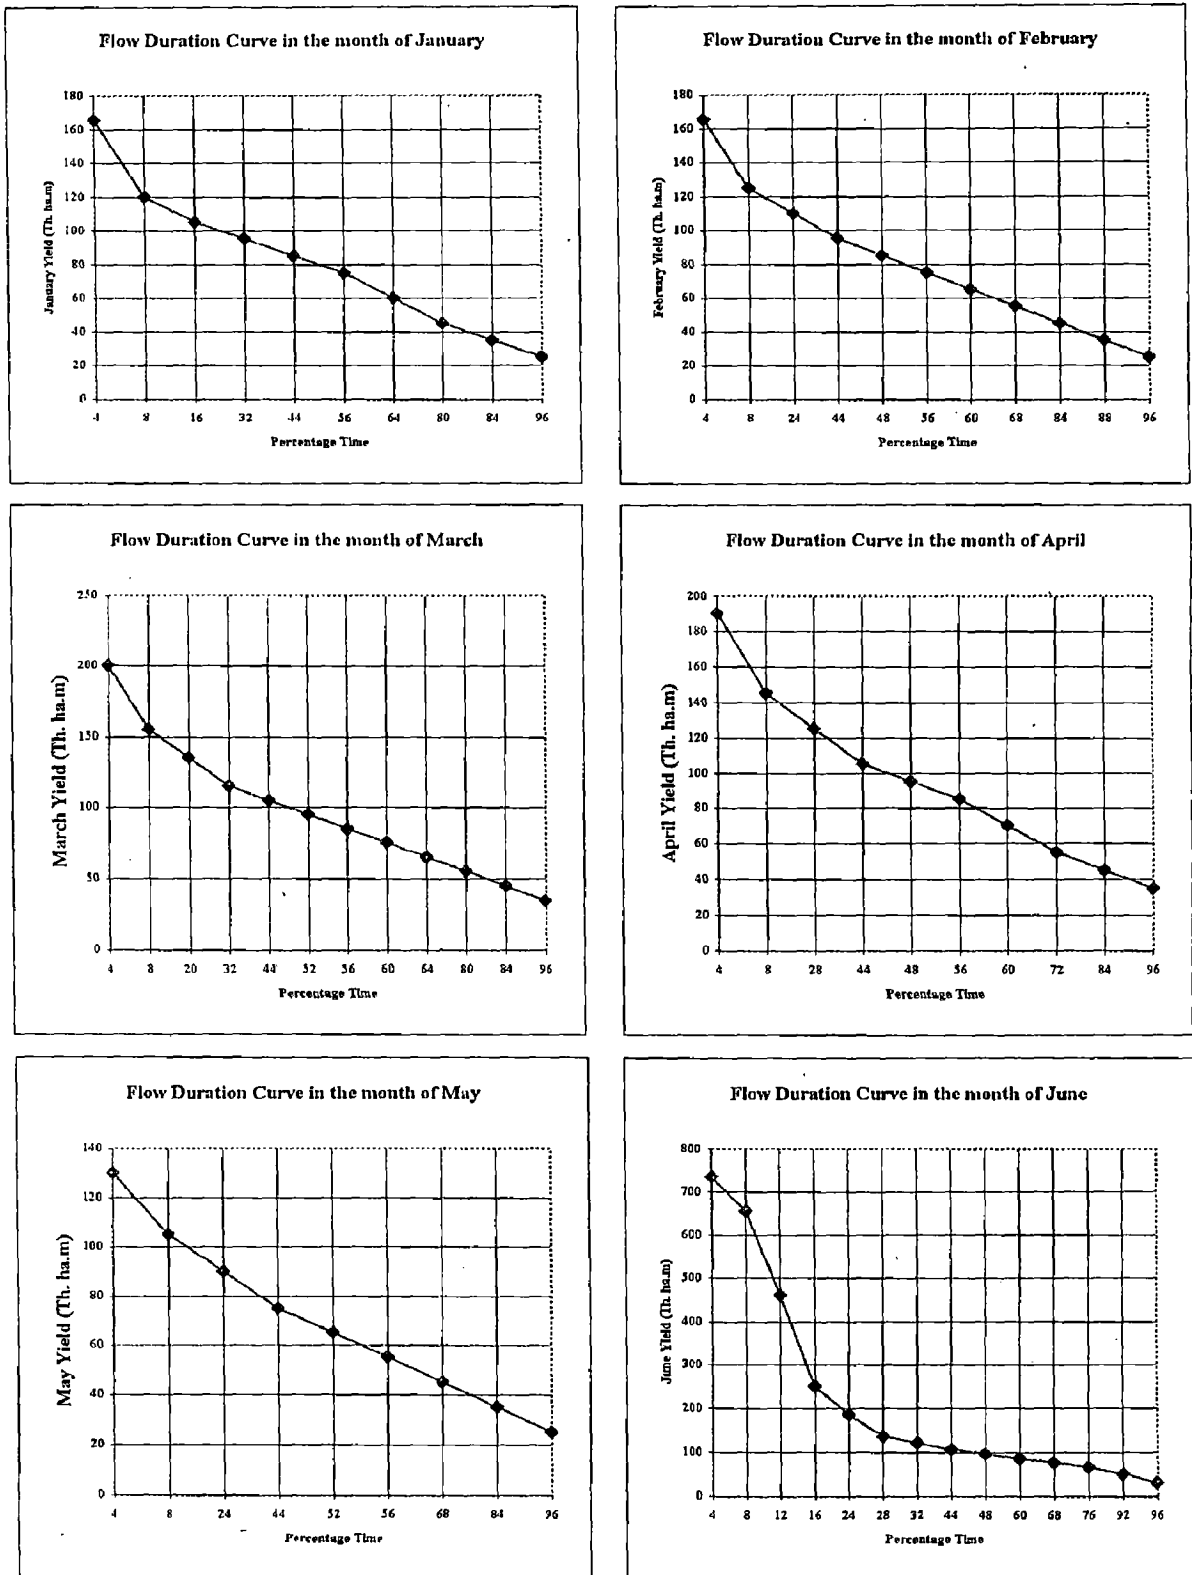 Flow Duration Curve in the month of January
January Yield (Th. ha.m)
180
160
140
120
100
80
60
40
20
0
4 8 16 32 44 56 64 80 84 96
Percentage Time
Flow Duration Curve in the month of February
February Yield (Th. ha.m)
180
160
140
120
100
80
60
40
20
0
4 8 24 44 48 56 60 68 84 88 96
Percentage Time
Flow Duration Curve in the month of March
March Yield (Th. ha.m)
250
200
150
100
50
0
4 8 20 32 44 52 56 60 64 80 84 96
Percentage Time
Flow Duration Curve in the month of April
April Yield (Th. ha.m)
200
180
160
140
120
100
80
60
40
20
0
4 8 28 44 48 56 60 72 84 96
Percentage Time
Flow Duration Curve in the month of May
May Yield (Th. ha.m)
140
120
100
80
60
40
20
0
4 8 24 44 52 56 68 84 96
Percentage Time
Flow Duration Curve in the month of June
June Yield (Th. ha.m)
800
700
600
500
400
300
200
100
0
4 8 12 16 24 28 32 44 48 60 68 76 92 96
Percentage Time